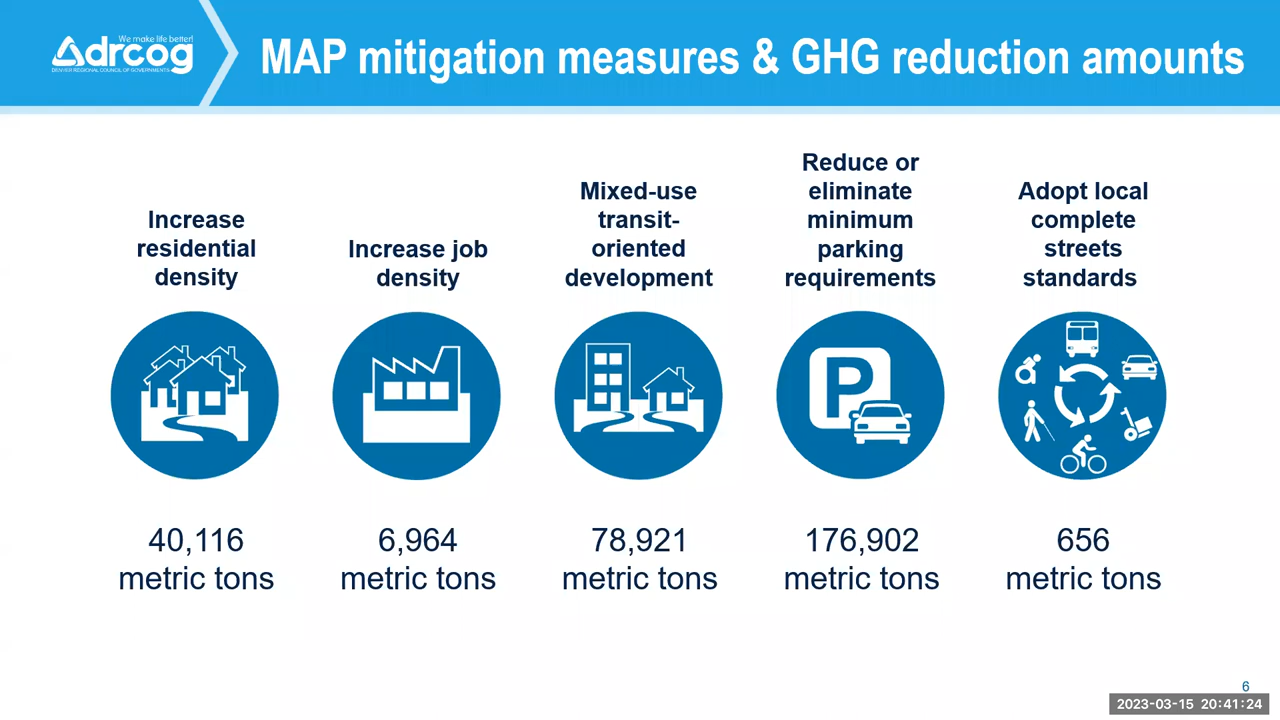 We make life better!
drcog
DENVER REGIONAL COUNCIL OF GOVERNMENTS
MAP mitigation measures & GHG reduction amounts
Increase
residential
density
Increase job
density
Mixed-use
transit-
oriented
development
Reduce or
eliminate
minimum
parking
requirements
Adopt local
complete
streets
standards
P
40,116
metric tons
6,964
metric tons
78,921
metric tons
176,902
metric tons
656
metric tons
6
2023-03-15 20:41:24